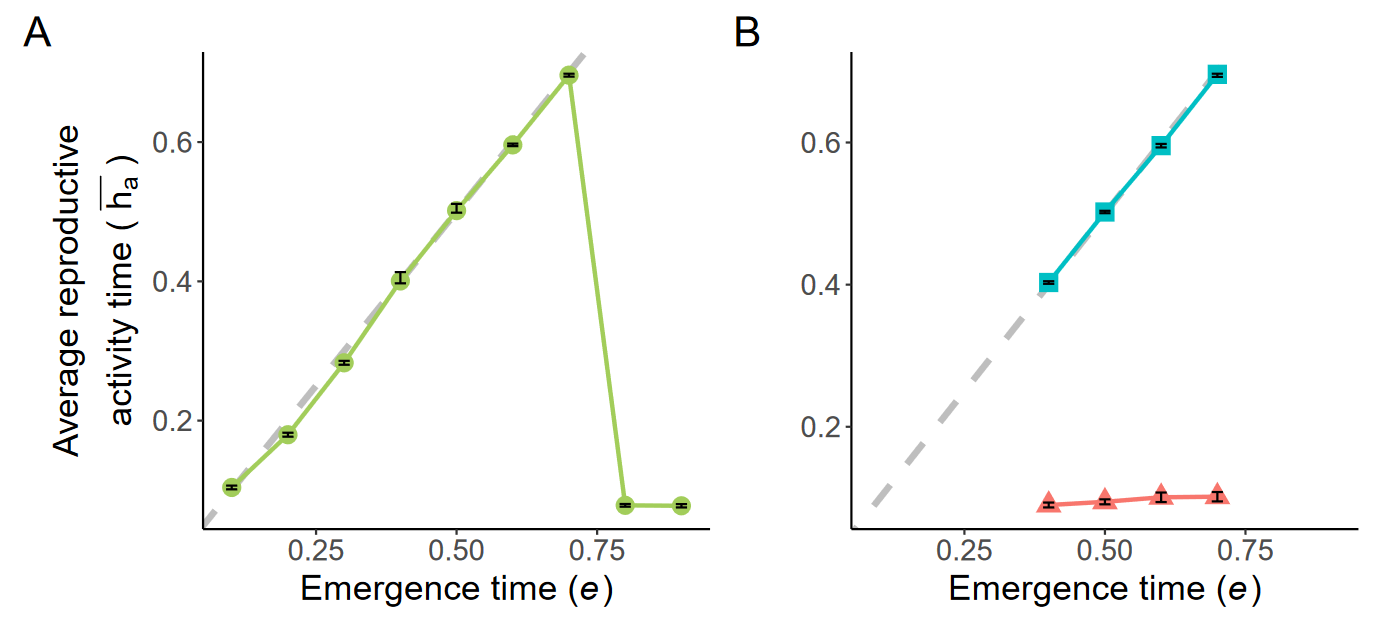 A
B
Average reproductive
activity time ( h̅ₐ )
0.6
0.4
0.2
0.25 0.50 0.75
Emergence time (e)
0.6
0.4
0.2
0.25 0.50 0.75
Emergence time (e)